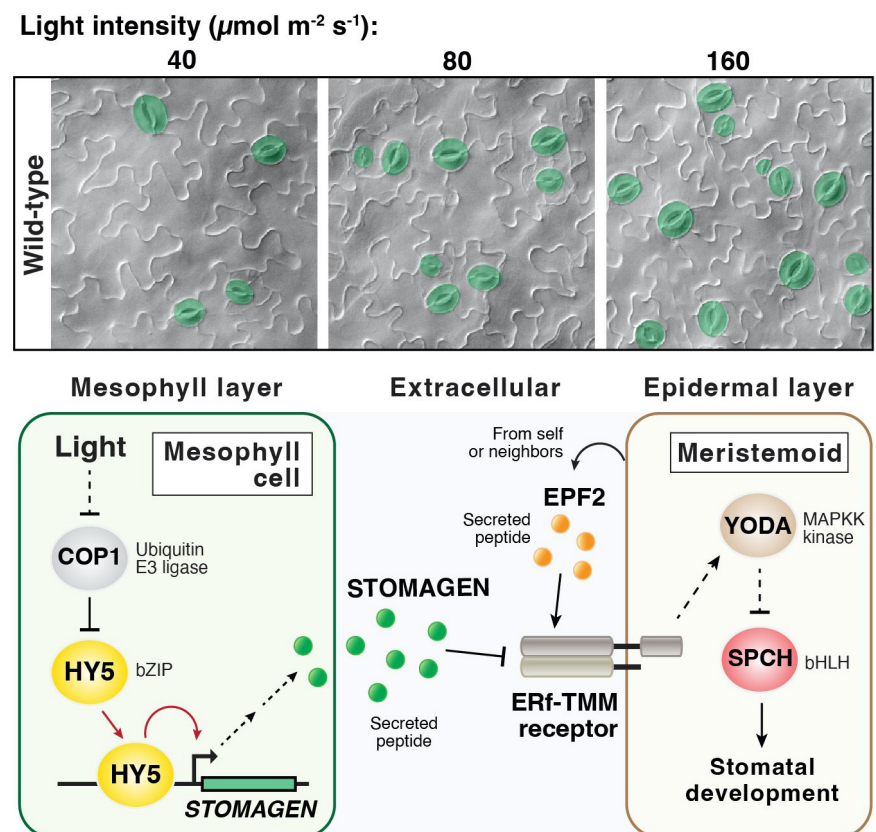 Light intensity (µmol m-2 s-1):
40
80
160
Wild-type
Mesophyll layer
Extracellular
Epidermal layer
Light
Mesophyll
cell
COP1
Ubiquitin
E3 ligase
HY5
bZIP
HY5
STOMAGEN
STOMAGEN
Secreted
peptide
From self
or neighbors
EPF2
Secreted
peptide
ERf-TMM
receptor
Meristemoid
YODA
MAPKK
kinase
SPCH
bHLH
Stomatal
development